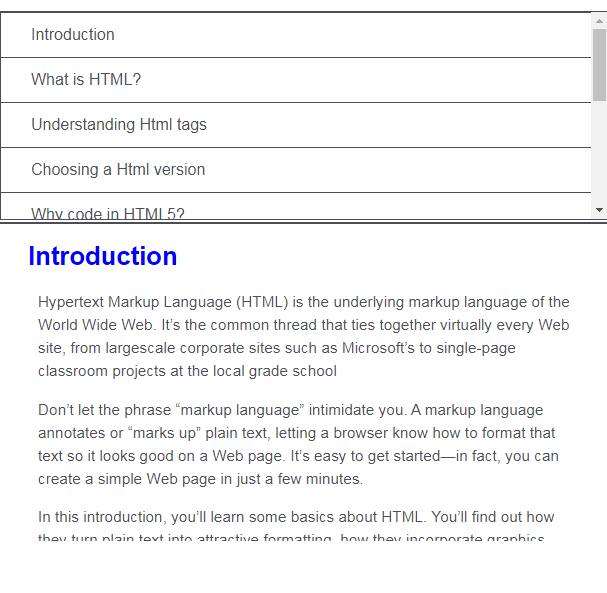 Introduction
What is HTML?
Understanding Html tags
Choosing a Html version
Why code in HTML5?
Introduction
Hypertext Markup Language (HTML) is the underlying markup language of the
World Wide Web. It’s the common thread that ties together virtually every Web
site, from largescale corporate sites such as Microsoft’s to single-page
classroom projects at the local grade school
Don’t let the phrase “markup language” intimidate you. A markup language
annotates or “marks up” plain text, letting a browser know how to format that
text so it looks good on a Web page. It’s easy to get started—in fact, you can
create a simple Web page in just a few minutes.
In this introduction, you’ll learn some basics about HTML. You’ll find out how
they turn plain text into attractive formatting, how they incorporate graphics